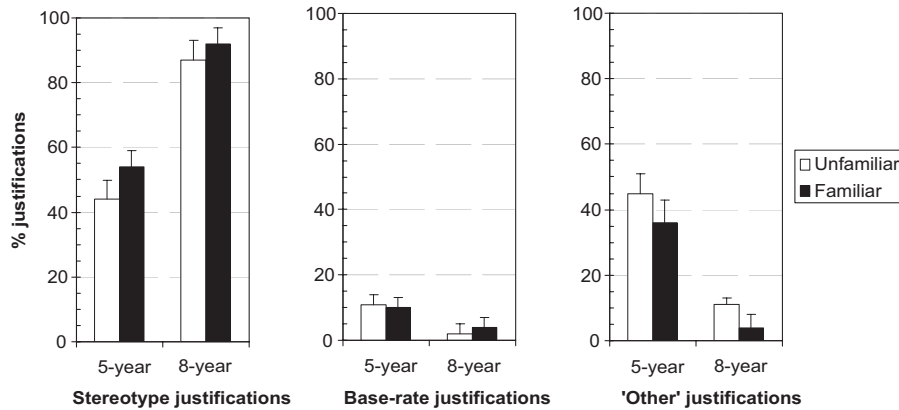 % justifications
100
80
60
40
20
0
5-year 8-year
Stereotype justifications
100
80
60
40
20
0
5-year 8-year
Base-rate justifications
100
80
60
40
20
0
5-year 8-year
'Other' justifications
Unfamiliar
Familiar